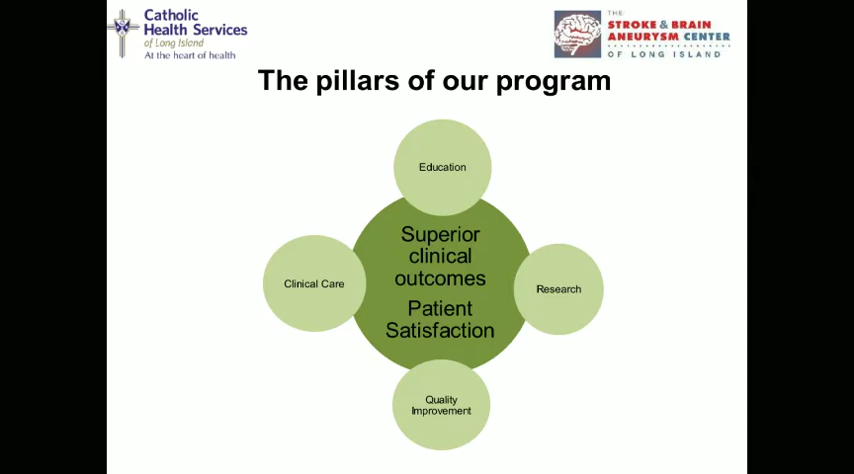 Catholic
Health Services
of Long Island
At the heart of health
THE
STROKE & BRAIN
ANEURYSM CENTER
OF LONG ISLAND
The pillars of our program
Education
Superior
clinical
outcomes
Patient
Satisfaction
Clinical Care
Research
Quality
Improvement